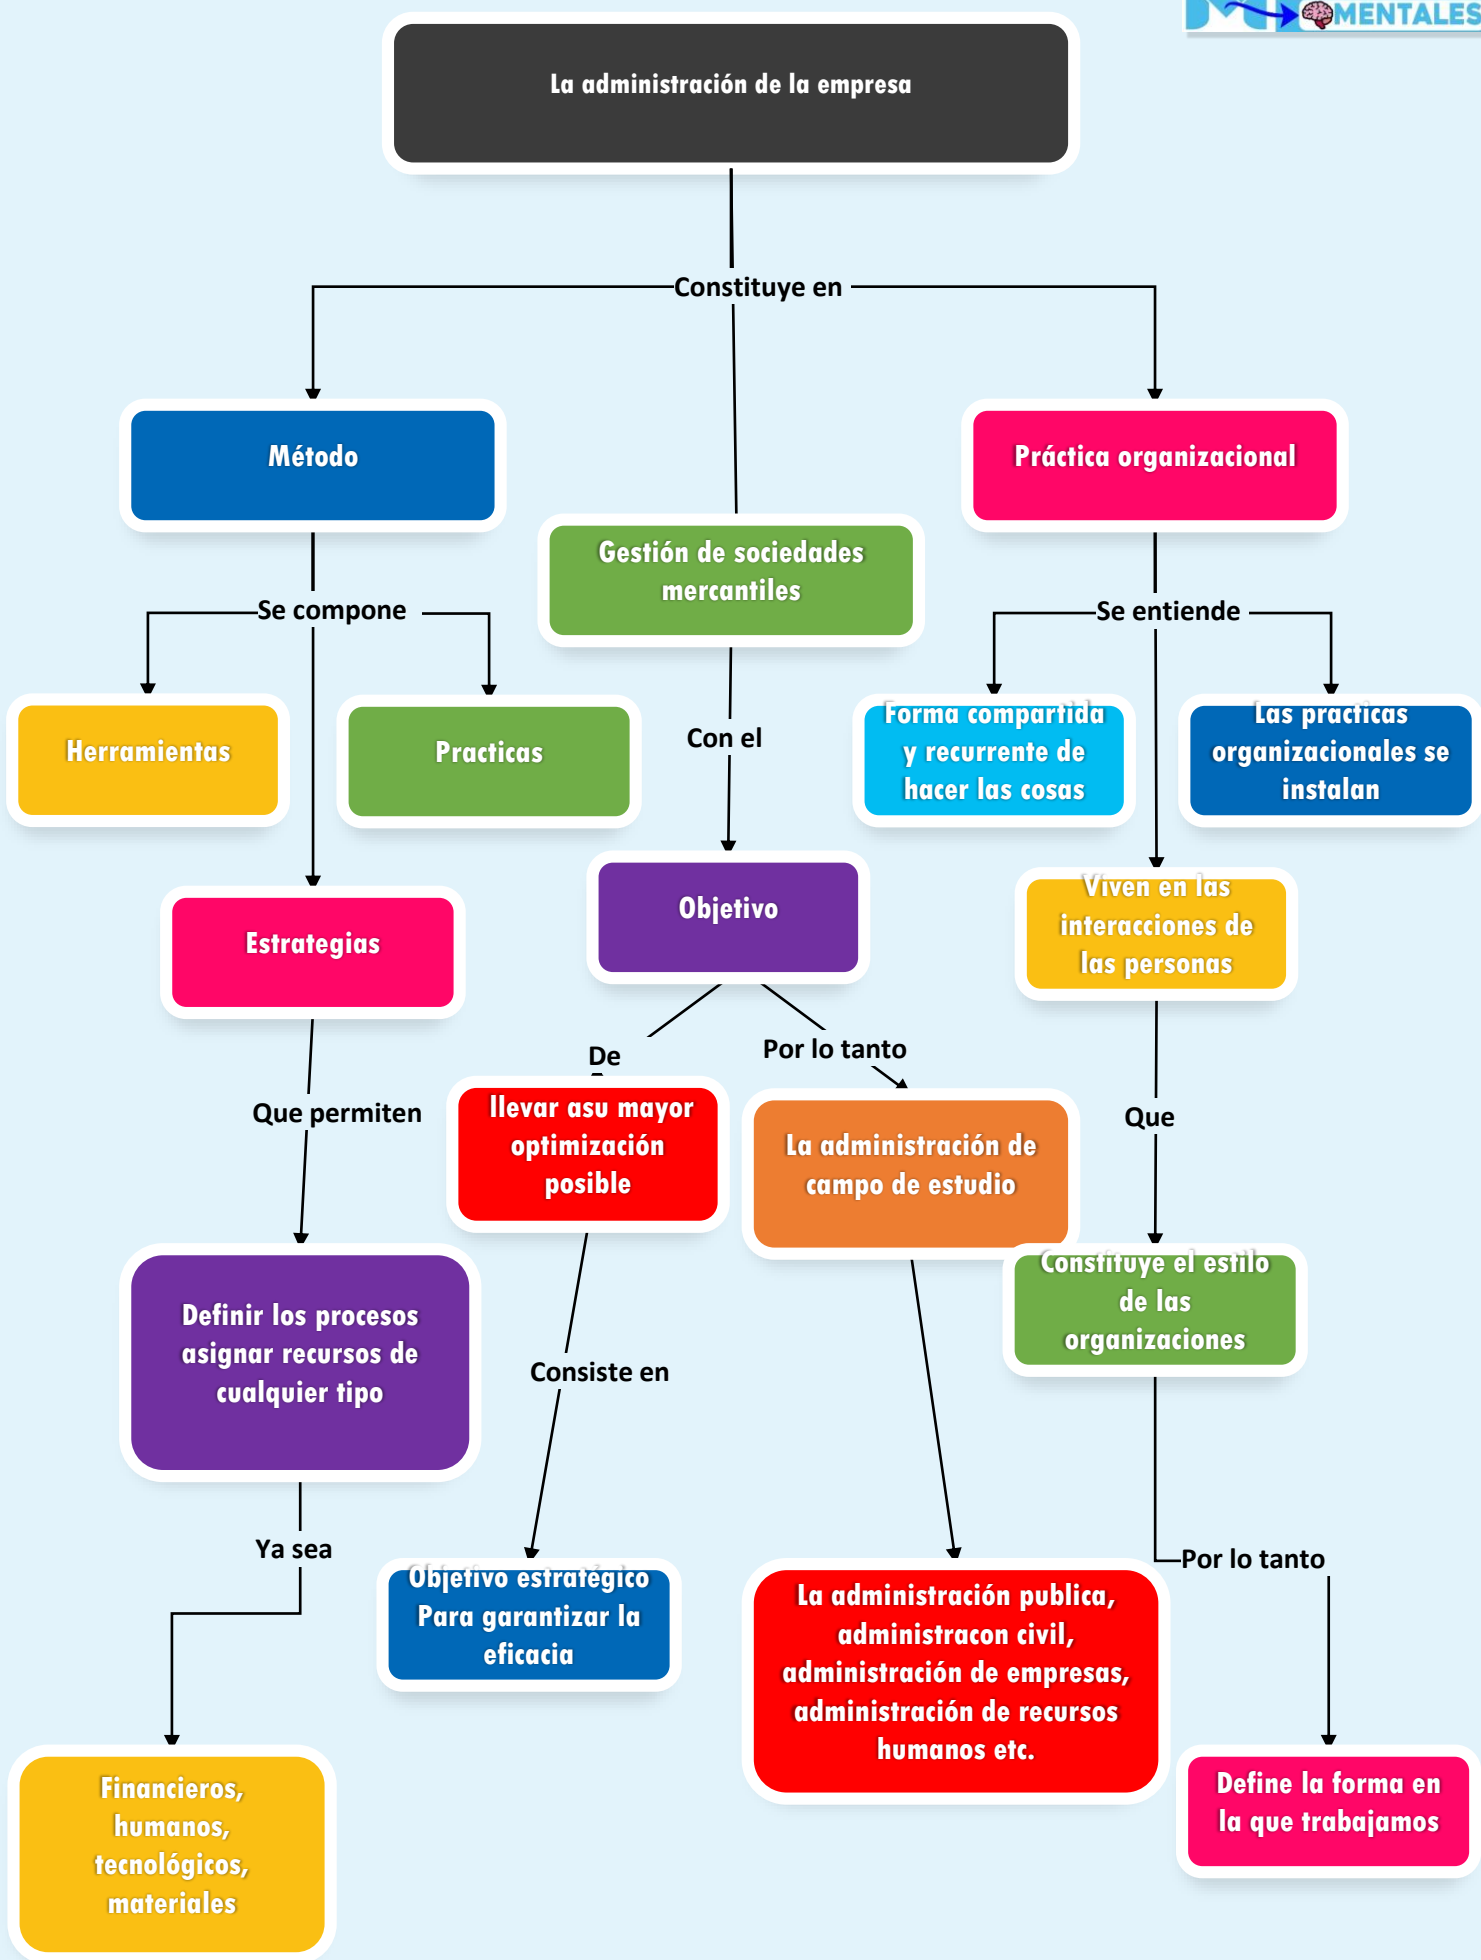 MENTALES
La administración de la empresa
Constituye en
Método
Práctica organizacional
Gestión de sociedades
mercantiles
Se compone
Se entiende
Herramientas
Practicas
Con el
Forma compartida
y recurrente de
hacer las cosas
Las practicas
organizacionales se
instalan
Estrategias
Objetivo
Viven en las
interacciones de
las personas
Que permiten
De
Por lo tanto
Que
llevar asu mayor
optimización
posible
La administración de
campo de estudio
Definir los procesos
asignar recursos de
cualquier tipo
Constituye el estilo
de las
organizaciones
Consiste en
Ya sea
Por lo tanto
Objetivo estratégico
Para garantizar la
eficacia
La administración publica,
administracon civil,
administración de empresas,
administración de recursos
humanos etc.
Financieros,
humanos,
tecnológicos,
materiales
Define la forma en
la que trabajamos